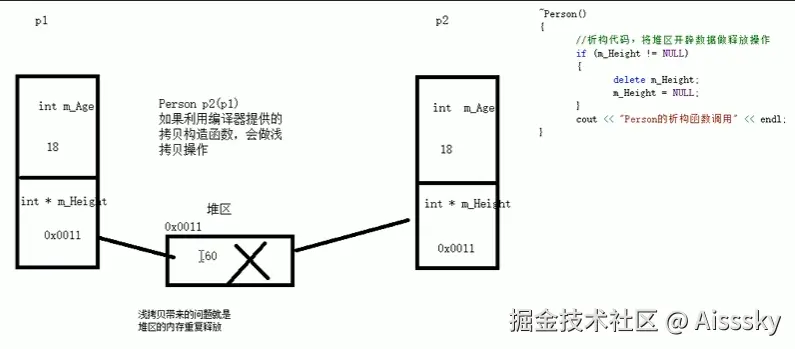 p1
int m_Age
18
int * m_Height
0x0011
Person p2(p1)
如果利用编译器提供的
拷贝构造函数，会做浅
拷贝操作
堆区
0x0011
160
浅拷贝带来的问题就是
堆区的内存重复释放
p2
int m_Age
18
int * m_Height
0x0011
~Person()
{
//析构代码，将堆区开辟数据做释放操作
if (m_Height != NULL)
{
delete m_Height;
m_Height = NULL;
}
cout << "Person的析构函数调用" << endl;
}
掘金技术社区 @ Aisssky